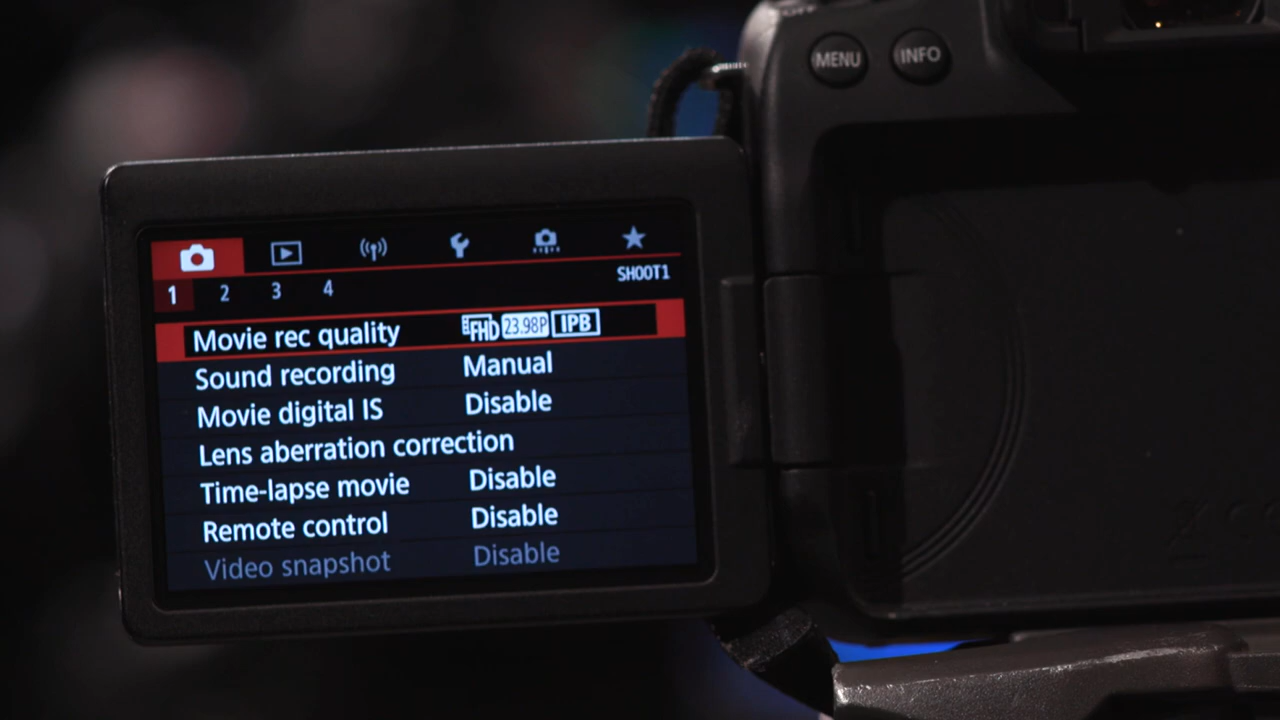 MENU INFO
SHOOT1
1 2 3 4
Movie rec quality FHD 23.98P IPB
Sound recording Manual
Movie digital IS Disable
Lens aberration correction
Time-lapse movie Disable
Remote control Disable
Video snapshot Disable